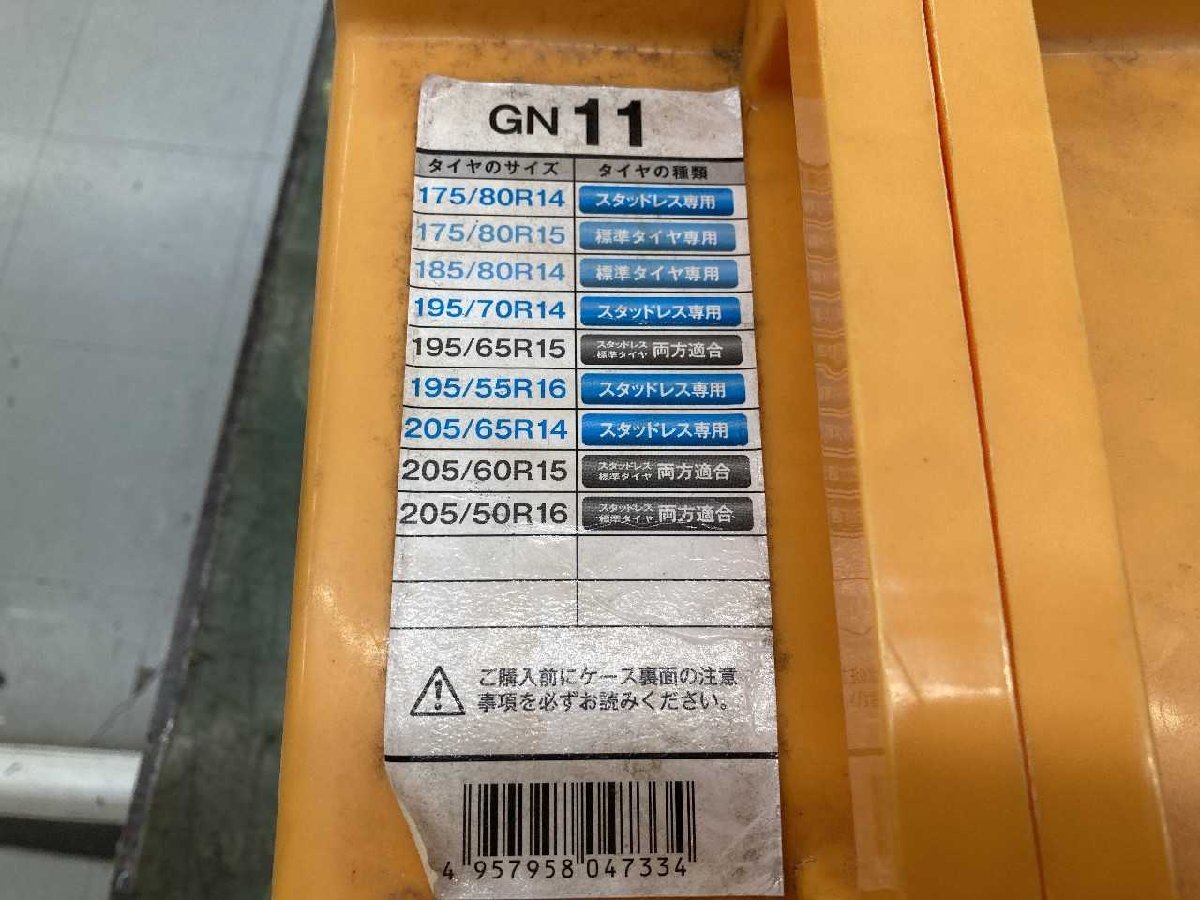 GN 11
タイヤのサイズ タイヤの種類
175/80R14 スタッドレス専用
175/80R15 標準タイヤ専用
185/80R14 標準タイヤ専用
195/70R14 スタッドレス専用
195/65R15 スタッドレス 標準タイヤ 両方適合
195/55R16 スタッドレス専用
205/65R14 スタッドレス専用
205/60R15 スタッドレス 標準タイヤ 両方適合
205/50R16 スタッドレス 標準タイヤ 両方適合
ご購入前にケース裏面の注意
事項を必ずお読みください。
4 957958 047334